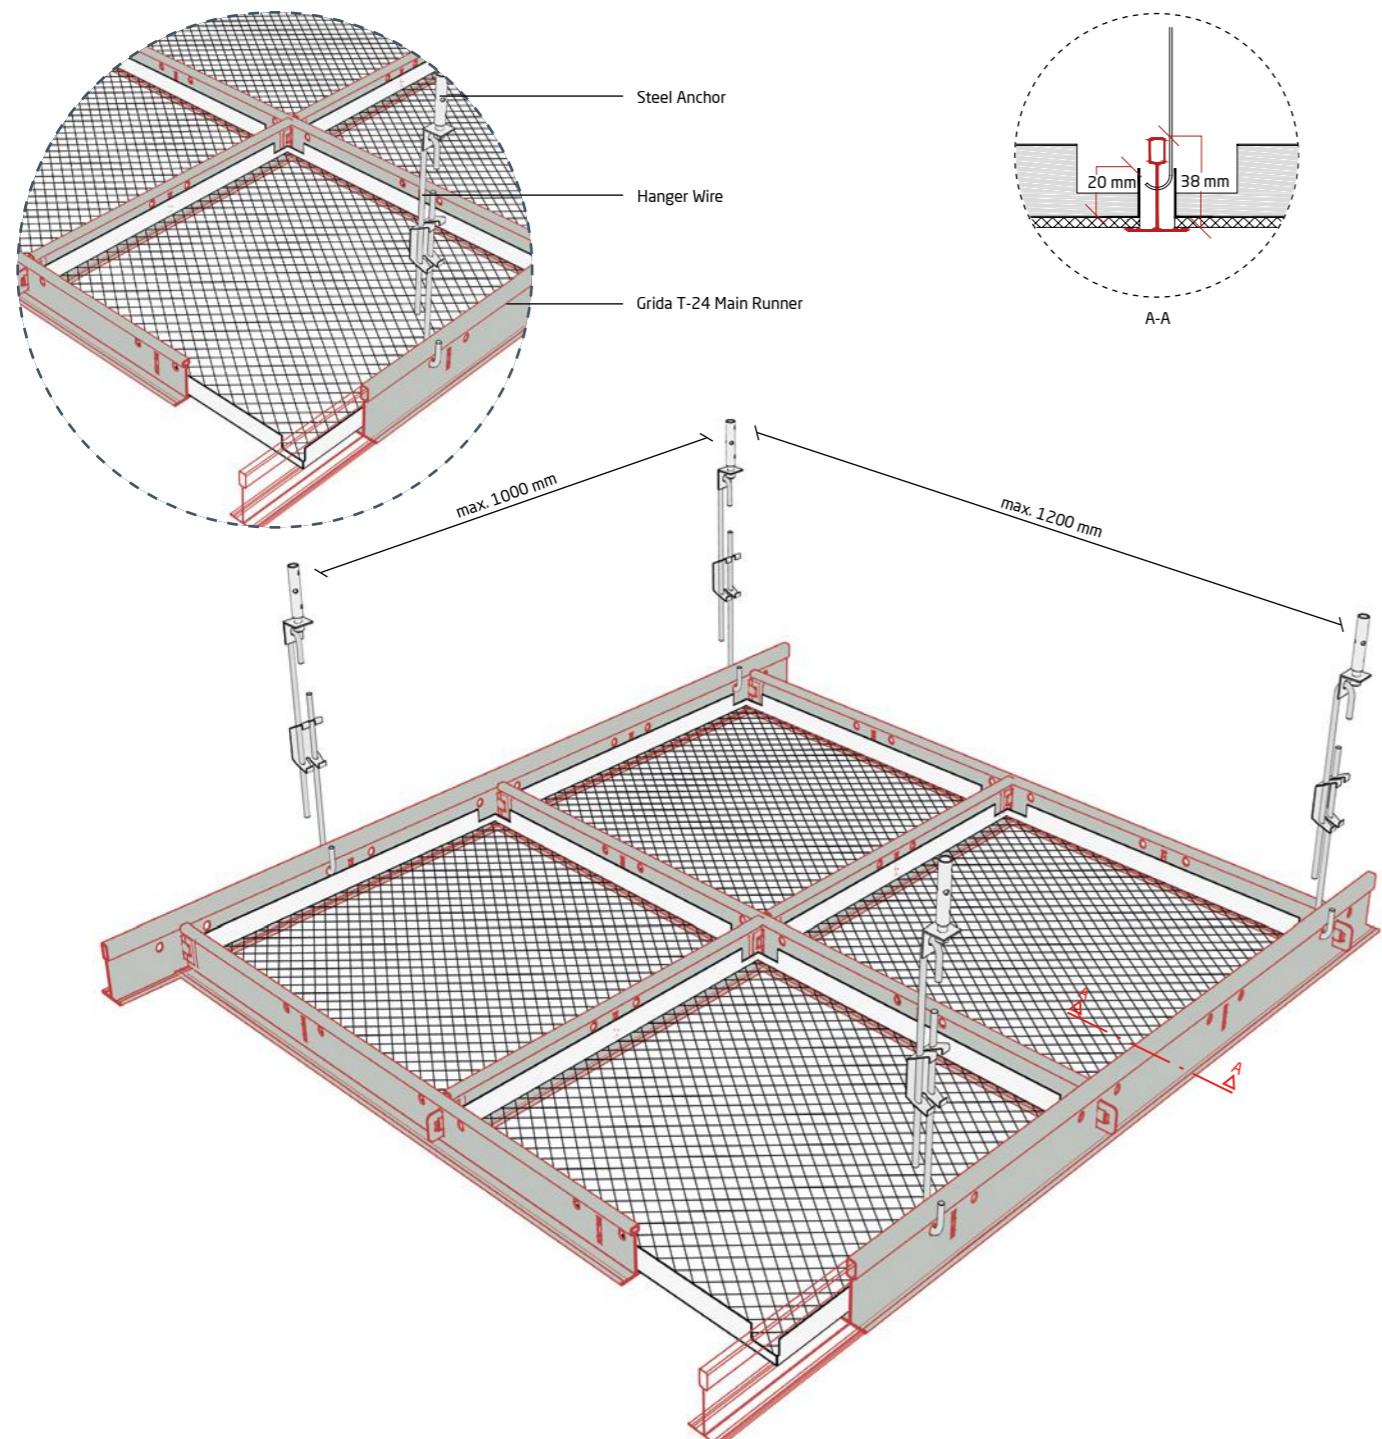 Steel Anchor
Hanger Wire
Grida T-24 Main Runner
20 mm
38 mm
A-A
max. 1000 mm
max. 1200 mm
A
A